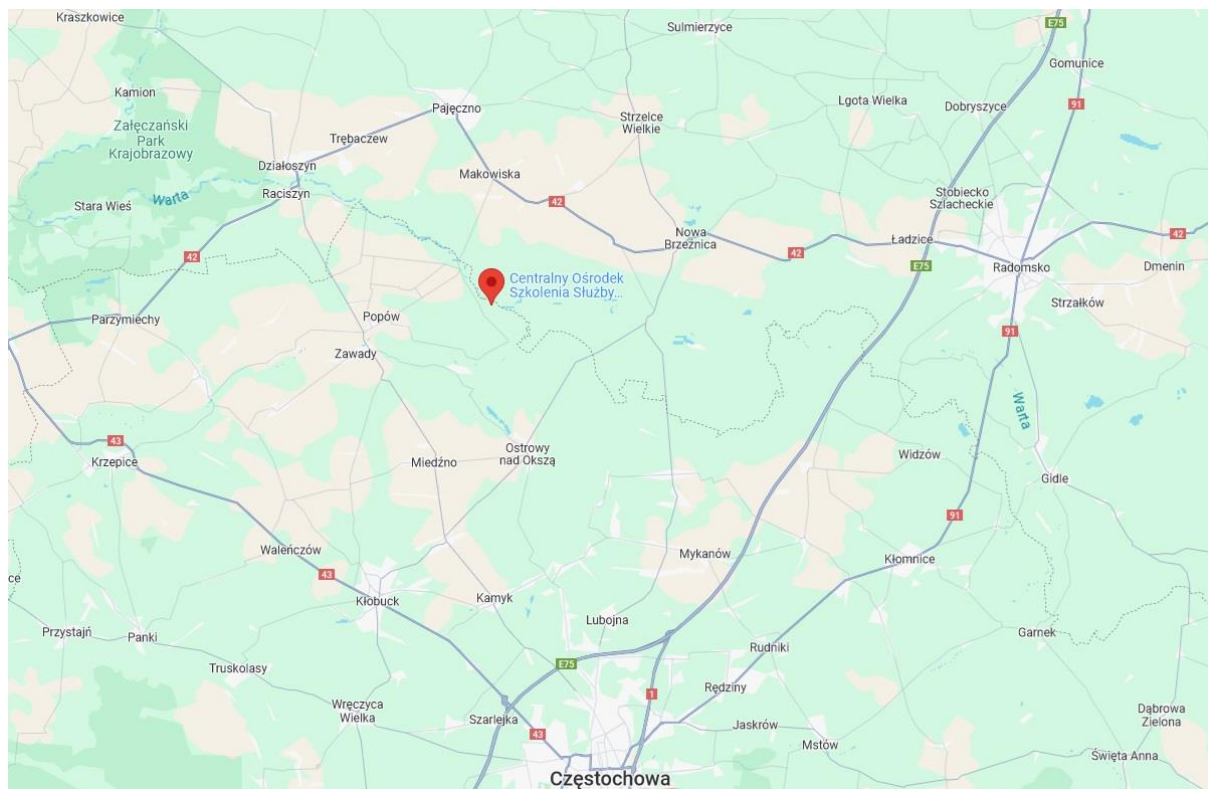 Kraszkowice
Sulmierzyce
E75
Gomunice
Kamion
Pajęczno
Lgota Wielka
Dobryszyce
91
Załęczański
Park
Krajobrazowy
Trębaczew
Strzelce
Wielkie
Działoszyn
Makowiska
Raciszyn
Warta
Stara Wieś
42
Stobiecko
Szlacheckie
Nowa
Brzeźnica
42
Ładzice
42
42
E75
Radomsko
Dmenin
Centralny Ośrodek
Szkolenia Służby...
Strzałków
Parzymiechy
Popów
91
Zawady
Warta
43
Krzepice
Miedźno
Ostrowy
nad Okszą
Widzów
Gidle
91
Waleńczów
43
Mykanów
Kłomnice
ce
Kłobuck
Kamyk
Lubojna
Przystajń
Panki
Garnek
Rudniki
E75
Truskolasy
Rędziny
1
Wręczyca
Wielka
Szarlejka
43
Jaskrów
Mstów
Dąbrowa
Zielona
Święta Anna
Częstochowa